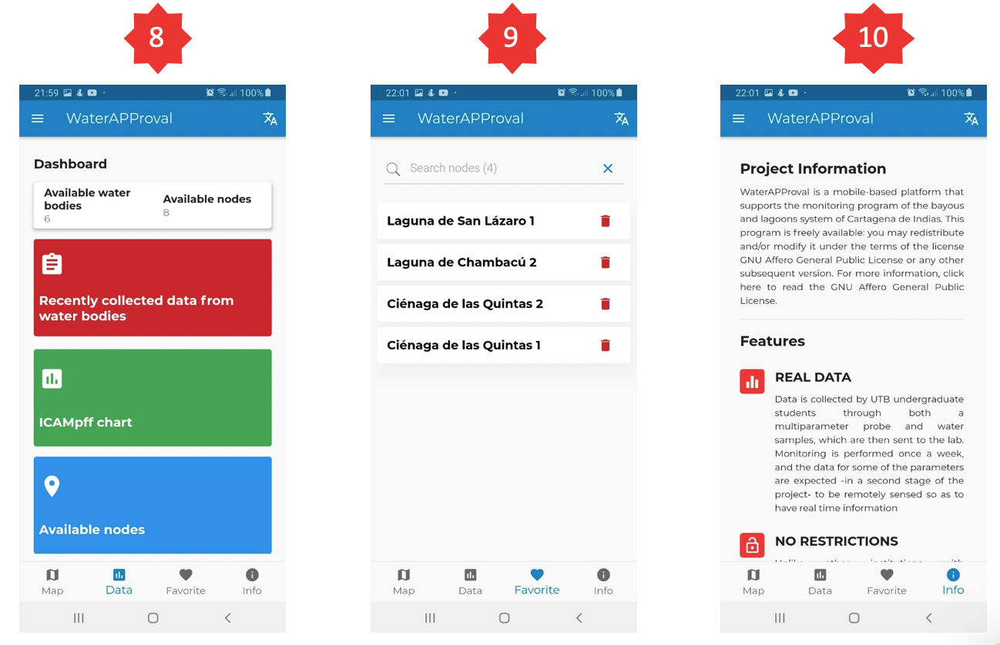 8
9
10
21:59
100%
WaterAPProval
Dashboard
Available water
bodies
6
Available nodes
8
Recently collected data from
water bodies
ICAMpff chart
Available nodes
Map
Data
Favorite
Info
22:01
100%
WaterAPProval
Search nodes (4)
Laguna de San Lázaro 1
Laguna de Chambacú 2
Ciénaga de las Quintas 2
Ciénaga de las Quintas 1
Map
Data
Favorite
Info
22:01
100%
WaterAPProval
Project Information
WaterAPProval is a mobile-based platform that
supports the monitoring program of the bayous
and lagoons system of Cartagena de Indias. This
program is freely available: you may redistribute
and/or modify it under the terms of the license
GNU Affero General Public License or any other
subsequent version. For more information, click
here to read the GNU Affero General Public
License.
Features
REAL DATA
Data is collected by UTB undergraduate
students through both a
multiparameter probe and water
samples, which are then sent to the lab.
Monitoring is performed once a week,
and the data for some of the parameters
are expected -in a second stage of the
project- to be remotely sensed so as to
have real time information
NO RESTRICTIONS
Map
Data
Favorite
Info